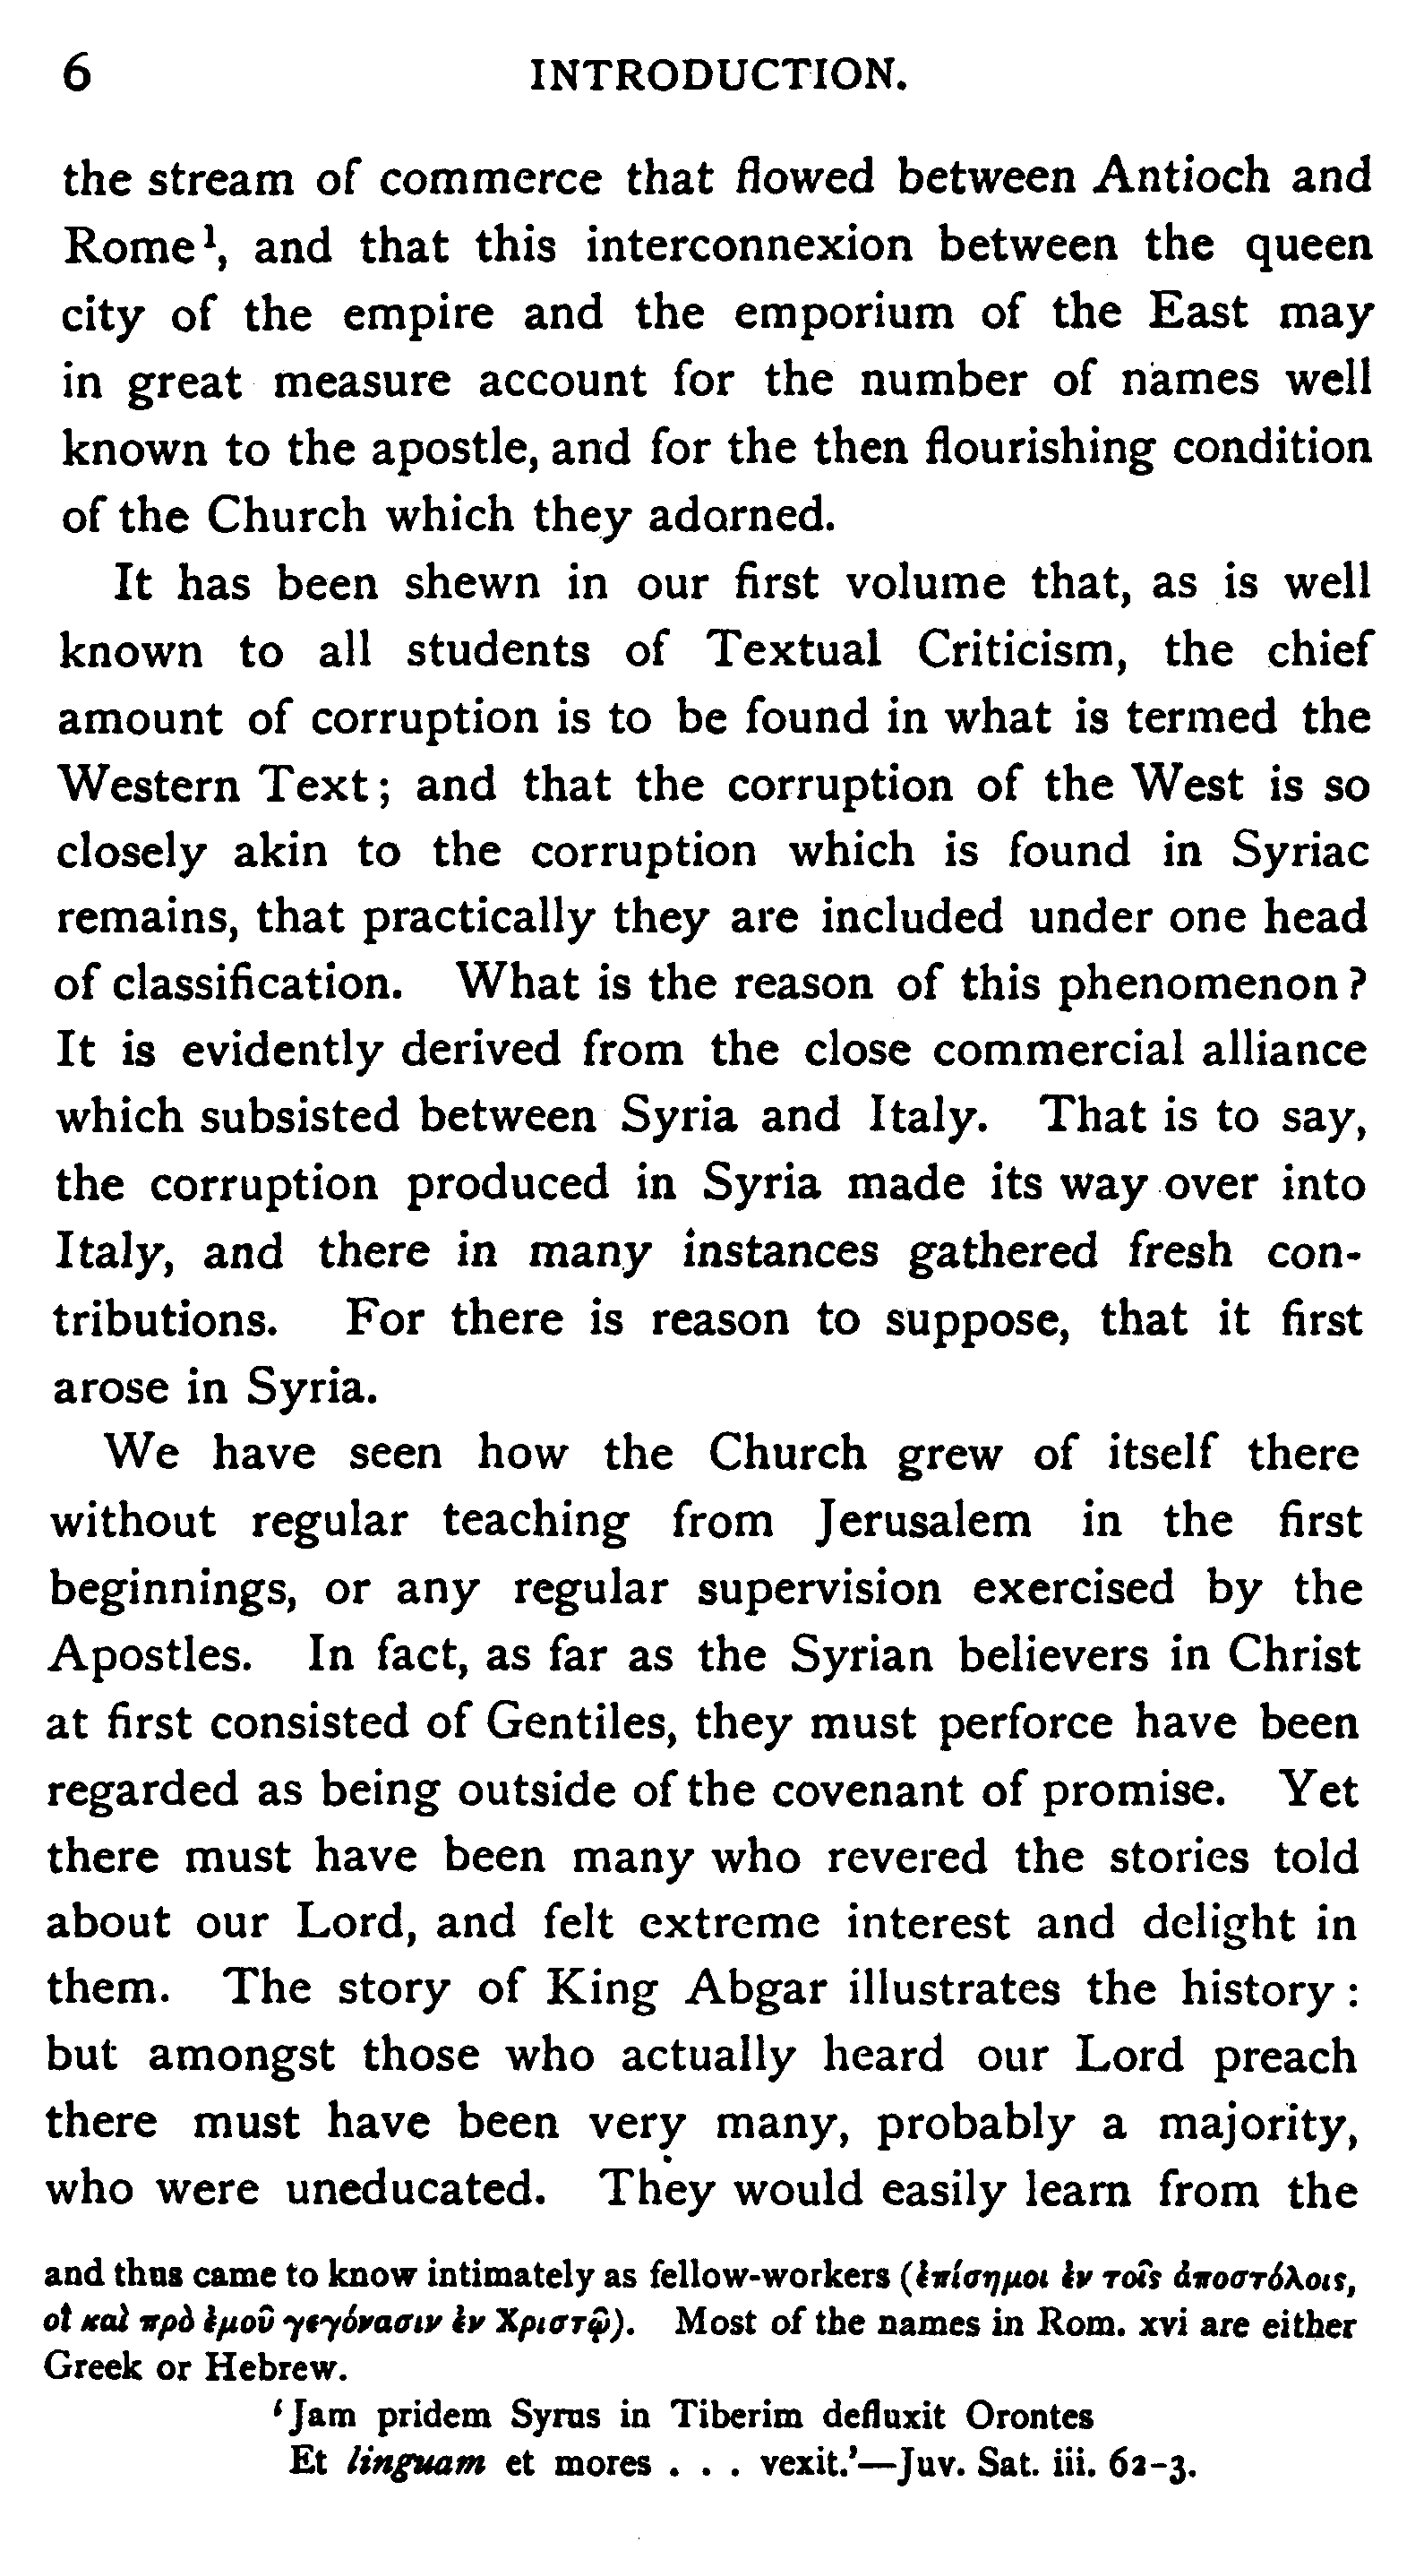 6 INTRODUCTION.
the stream of commerce that flowed between Antioch and
Rome¹, and that this interconnexion between the queen
city of the empire and the emporium of the East may
in great measure account for the number of names well
known to the apostle, and for the then flourishing condition
of the Church which they adorned.
It has been shewn in our first volume that, as is well
known to all students of Textual Criticism, the chief
amount of corruption is to be found in what is termed the
Western Text; and that the corruption of the West is so
closely akin to the corruption which is found in Syriac
remains, that practically they are included under one head
of classification. What is the reason of this phenomenon?
It is evidently derived from the close commercial alliance
which subsisted between Syria and Italy. That is to say,
the corruption produced in Syria made its way over into
Italy, and there in many instances gathered fresh con-
tributions. For there is reason to suppose, that it first
arose in Syria.
We have seen how the Church grew of itself there
without regular teaching from Jerusalem in the first
beginnings, or any regular supervision exercised by the
Apostles. In fact, as far as the Syrian believers in Christ
at first consisted of Gentiles, they must perforce have been
regarded as being outside of the covenant of promise. Yet
there must have been many who revered the stories told
about our Lord, and felt extreme interest and delight in
them. The story of King Abgar illustrates the history:
but amongst those who actually heard our Lord preach
there must have been very many, probably a majority,
who were uneducated. They would easily learn from the
and thus came to know intimately as fellow-workers (ἐπίσημοι ἐν τοῖς ἀποστόλοις,
οἳ καὶ πρὸ ἐμοῦ γεγόνασιν ἐν Χριστῷ). Most of the names in Rom. xvi are either
Greek or Hebrew.
'Jam pridem Syrus in Tiberim defluxit Orontes
Et linguam et mores . . . vexit.'—Juv. Sat. iii. 62-3.